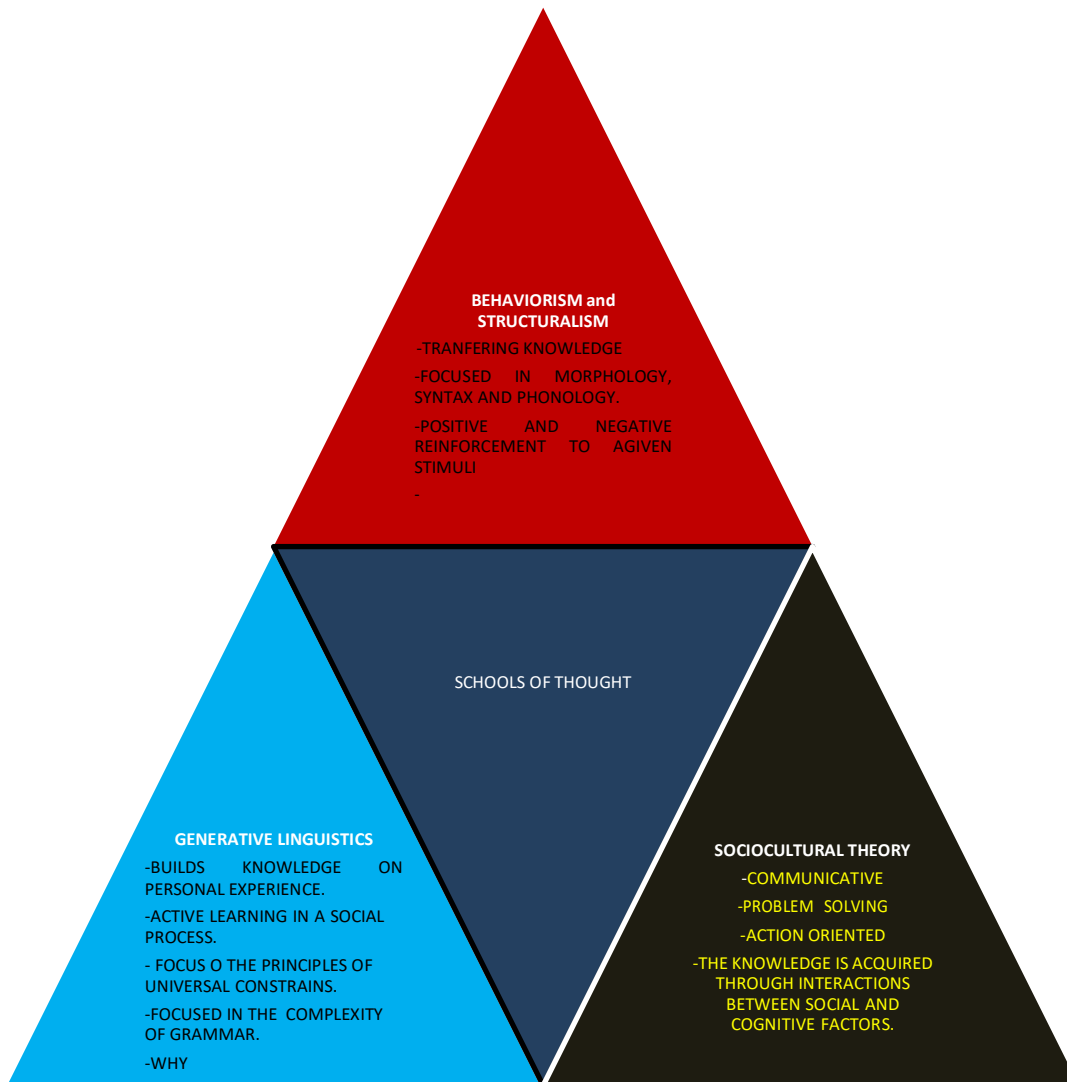 BEHAVIORISM and
STRUCTURALISM
-TRANFERING KNOWLEDGE
-FOCUSED IN MORPHOLOGY,
SYNTAX AND PHONOLOGY.
-POSITIVE AND NEGATIVE
REINFORCEMENT TO AGIVEN
STIMULI
-
SCHOOLS OF THOUGHT
GENERATIVE LINGUISTICS
-BUILDS KNOWLEDGE ON
PERSONAL EXPERIENCE.
-ACTIVE LEARNING IN A SOCIAL
PROCESS.
- FOCUS O THE PRINCIPLES OF
UNIVERSAL CONSTRAINS.
-FOCUSED IN THE COMPLEXITY
OF GRAMMAR.
-WHY
SOCIOCULTURAL THEORY
-COMMUNICATIVE
-PROBLEM SOLVING
-ACTION ORIENTED
-THE KNOWLEDGE IS ACQUIRED
THROUGH INTERACTIONS
BETWEEN SOCIAL AND
COGNITIVE FACTORS.